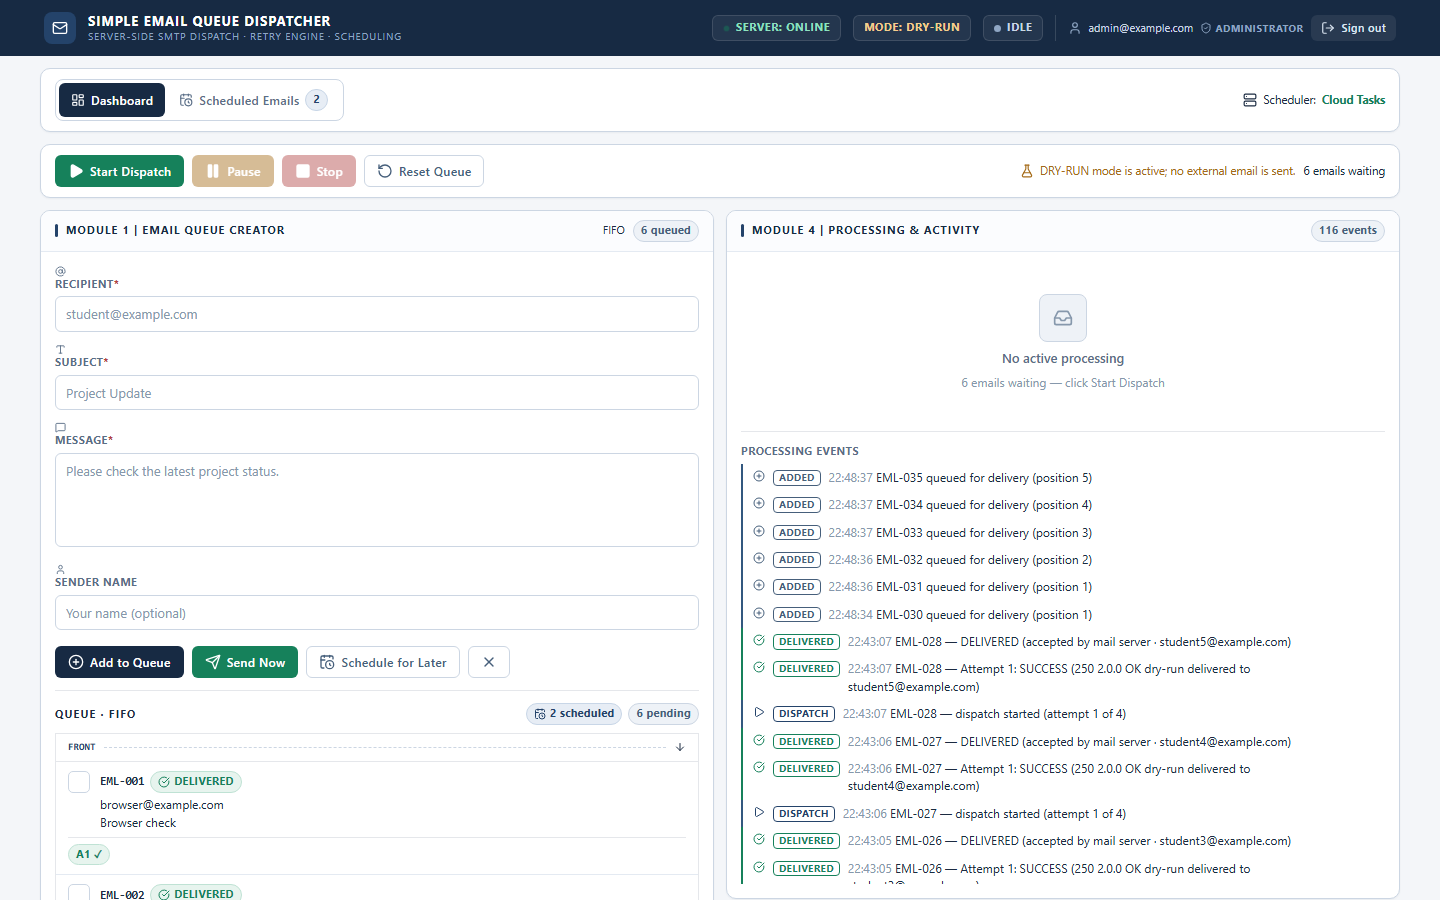 SIMPLE EMAIL QUEUE DISPATCHER
SERVER-SIDE SMTP DISPATCH · RETRY ENGINE · SCHEDULING
SERVER: ONLINE
MODE: DRY-RUN
IDLE
admin@example.com
ADMINISTRATOR
Sign out
Dashboard
Scheduled Emails 2
Scheduler: Cloud Tasks
Start Dispatch
Pause
Stop
Reset Queue
DRY-RUN mode is active; no external email is sent. 6 emails waiting
MODULE 1 | EMAIL QUEUE CREATOR
FIFO 6 queued
RECIPIENT*
student@example.com
SUBJECT*
Project Update
MESSAGE*
Please check the latest project status.
SENDER NAME
Your name (optional)
Add to Queue
Send Now
Schedule for Later
QUEUE · FIFO
2 scheduled
6 pending
FRONT
EML-001 DELIVERED
browser@example.com
Browser check
A1 ✓
EML-002 DELIVERED
MODULE 4 | PROCESSING & ACTIVITY
116 events
No active processing
6 emails waiting — click Start Dispatch
PROCESSING EVENTS
ADDED 22:48:37 EML-035 queued for delivery (position 5)
ADDED 22:48:37 EML-034 queued for delivery (position 4)
ADDED 22:48:37 EML-033 queued for delivery (position 3)
ADDED 22:48:36 EML-032 queued for delivery (position 2)
ADDED 22:48:36 EML-031 queued for delivery (position 1)
ADDED 22:48:34 EML-030 queued for delivery (position 1)
DELIVERED 22:43:07 EML-028 — DELIVERED (accepted by mail server · student5@example.com)
DELIVERED 22:43:07 EML-028 — Attempt 1: SUCCESS (250 2.0.0 OK dry-run delivered to
student5@example.com)
DISPATCH 22:43:07 EML-028 — dispatch started (attempt 1 of 4)
DELIVERED 22:43:06 EML-027 — DELIVERED (accepted by mail server · student4@example.com)
DELIVERED 22:43:06 EML-027 — Attempt 1: SUCCESS (250 2.0.0 OK dry-run delivered to
student4@example.com)
DISPATCH 22:43:06 EML-027 — dispatch started (attempt 1 of 4)
DELIVERED 22:43:05 EML-026 — DELIVERED (accepted by mail server · student3@example.com)
DELIVERED 22:43:05 EML-026 — Attempt 1: SUCCESS (250 2.0.0 OK dry-run delivered to